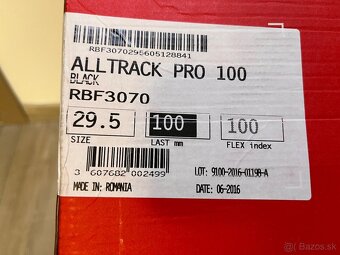 RBF3070295605128841
ALLTRACK PRO 100
BLACK
RBF3070
29.5 100 100
SIZE LAST mm FLEX index
3 607682 002499
LOT: 9100-2016-01198-A
MADE IN: ROMANIA DATE: 06-2016
bazos.sk